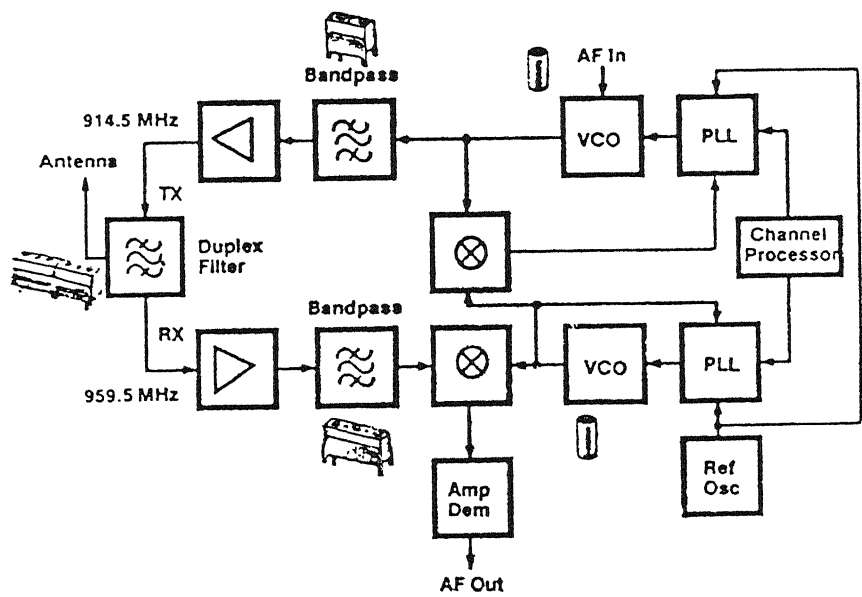 Bandpass
AF In
914.5 MHz
VCO
PLL
Antenna
TX
Duplex
Filter
Channel
Processor
Bandpass
RX
VCO
PLL
959.5 MHz
Amp
Dem
Ref
Osc
AF Out